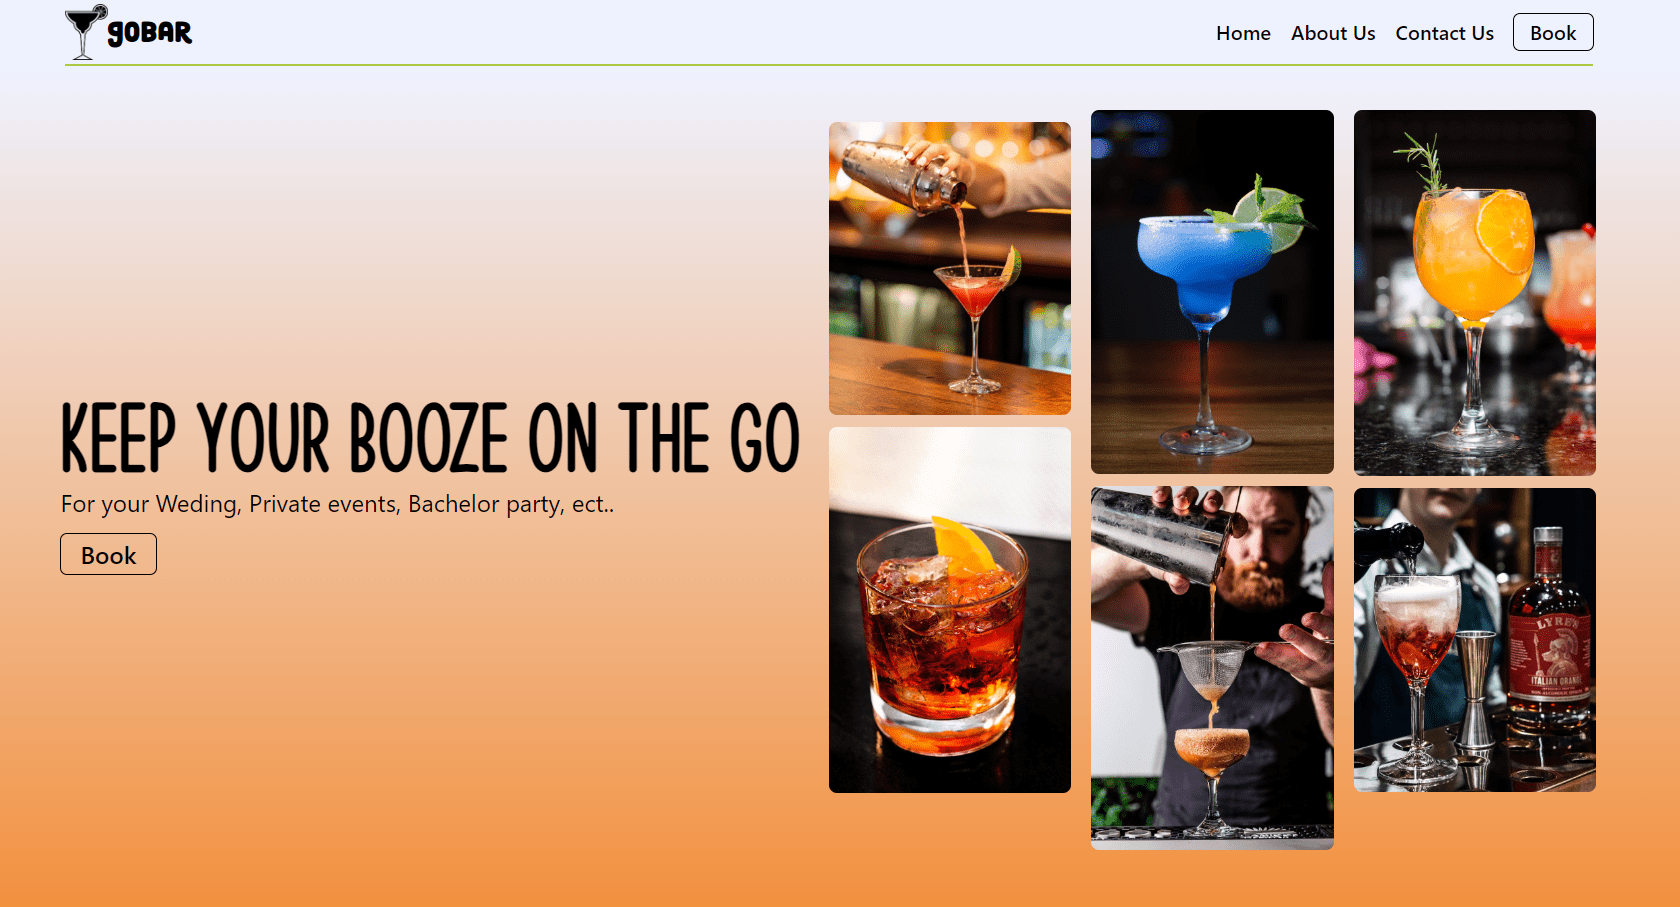 gOBAR
Home About Us Contact Us Book
KEEP YOUR BOOZE ON THE GO
For your Weding, Private events, Bachelor party, ect..
Book
LYRE'S
ITALIAN ORANGE